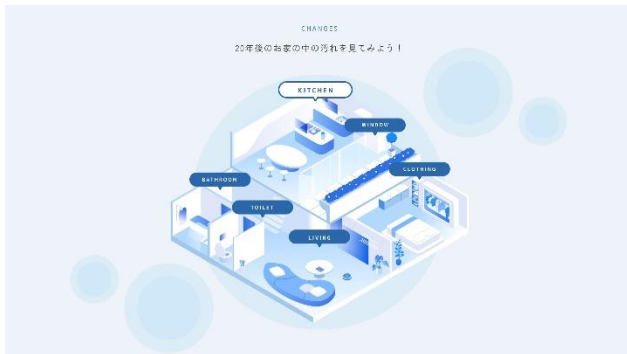 CHANGES
20年後のお家の中の汚れを見てみよう！
KITCHEN
WINDOW
CLOTHING
BATHROOM
TOILET
LIVING